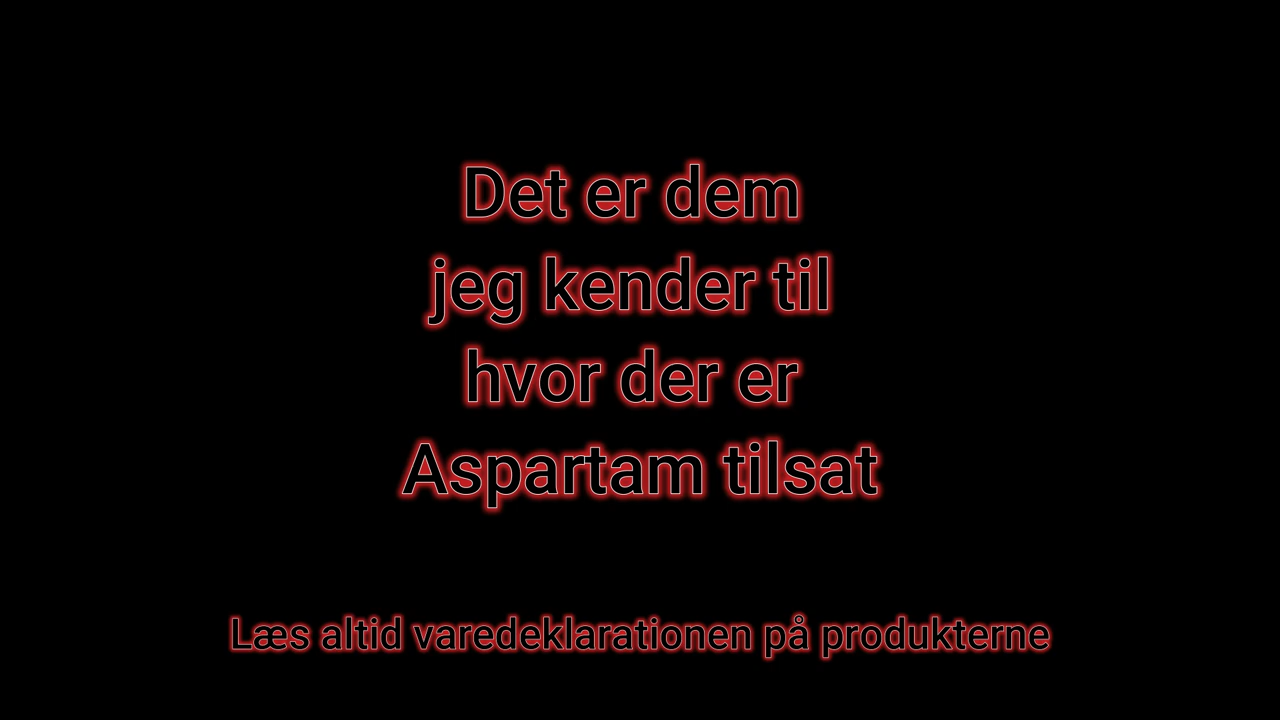 Det er dem
jeg kender til
hvor der er
Aspartam tilsat
Læs altid varedeklarationen på produkterne